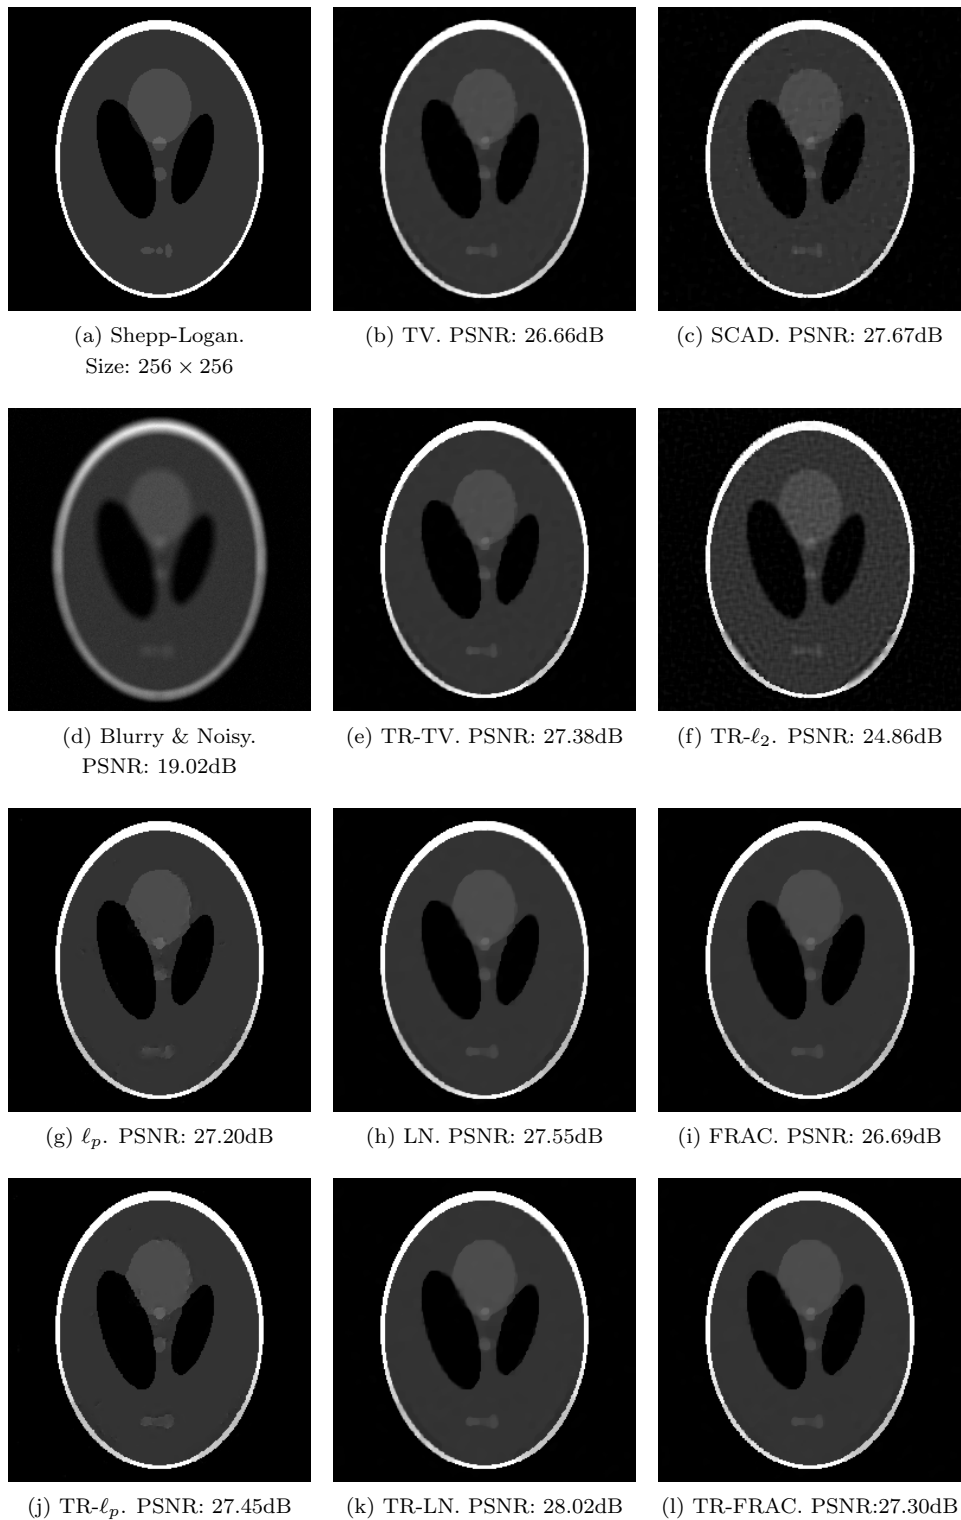 (a) Shepp-Logan.
Size: 256 × 256
(b) TV. PSNR: 26.66dB
(c) SCAD. PSNR: 27.67dB
(d) Blurry & Noisy.
PSNR: 19.02dB
(e) TR-TV. PSNR: 27.38dB
(f) TR-ℓ₂. PSNR: 24.86dB
(g) ℓₚ. PSNR: 27.20dB
(h) LN. PSNR: 27.55dB
(i) FRAC. PSNR: 26.69dB
(j) TR-ℓₚ. PSNR: 27.45dB
(k) TR-LN. PSNR: 28.02dB
(l) TR-FRAC. PSNR:27.30dB